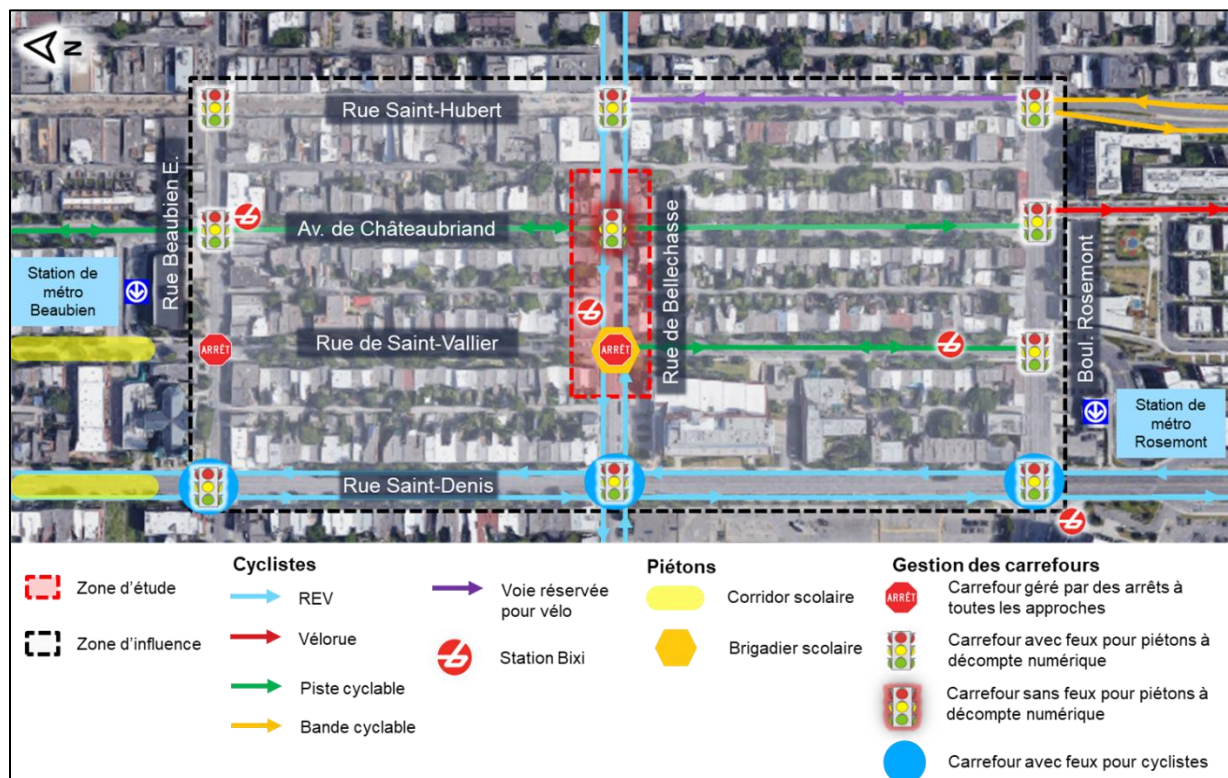 N
Rue Saint-Hubert
Rue Beaubien E.
Av. de Châteaubriand
Rue de Bellechasse
Boul. Rosemont
Station de
métro
Beaubien
ARRÊT
Rue de Saint-Vallier
ARRÊT
Station de
métro
Rosemont
Rue Saint-Denis
Zone d'étude
Zone d'influence
Cyclistes
REV
Vélorue
Piste cyclable
Bande cyclable
Voie réservée
pour vélo
Station Bixi
Piétons
Corridor scolaire
Brigadier scolaire
Gestion des carrefours
ARRÊT
Carrefour géré par des arrêts à
toutes les approches
Carrefour avec feux pour piétons à
décompte numérique
Carrefour sans feux pour piétons à
décompte numérique
Carrefour avec feux pour cyclistes